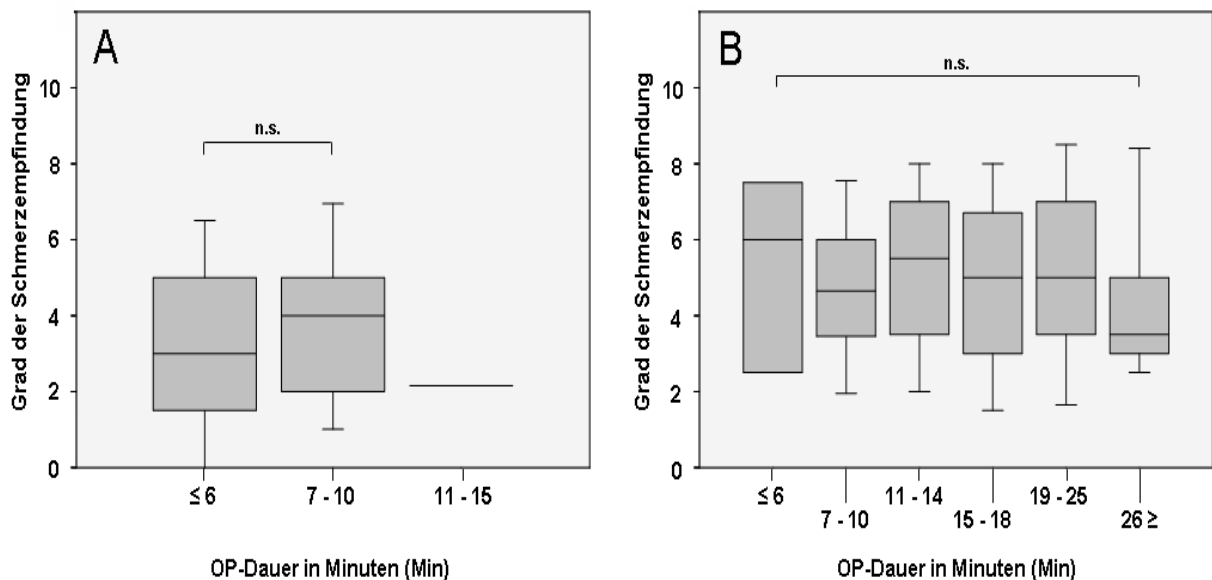 A
n.s.
10
8
6
4
2
0
Grad der Schmerzempfindung
≤ 6
7 - 10
11 - 15
OP-Dauer in Minuten (Min)
B
n.s.
10
8
6
4
2
0
Grad der Schmerzempfindung
≤ 6
7 - 10
11 - 14
15 - 18
19 - 25
26 ≥
OP-Dauer in Minuten (Min)